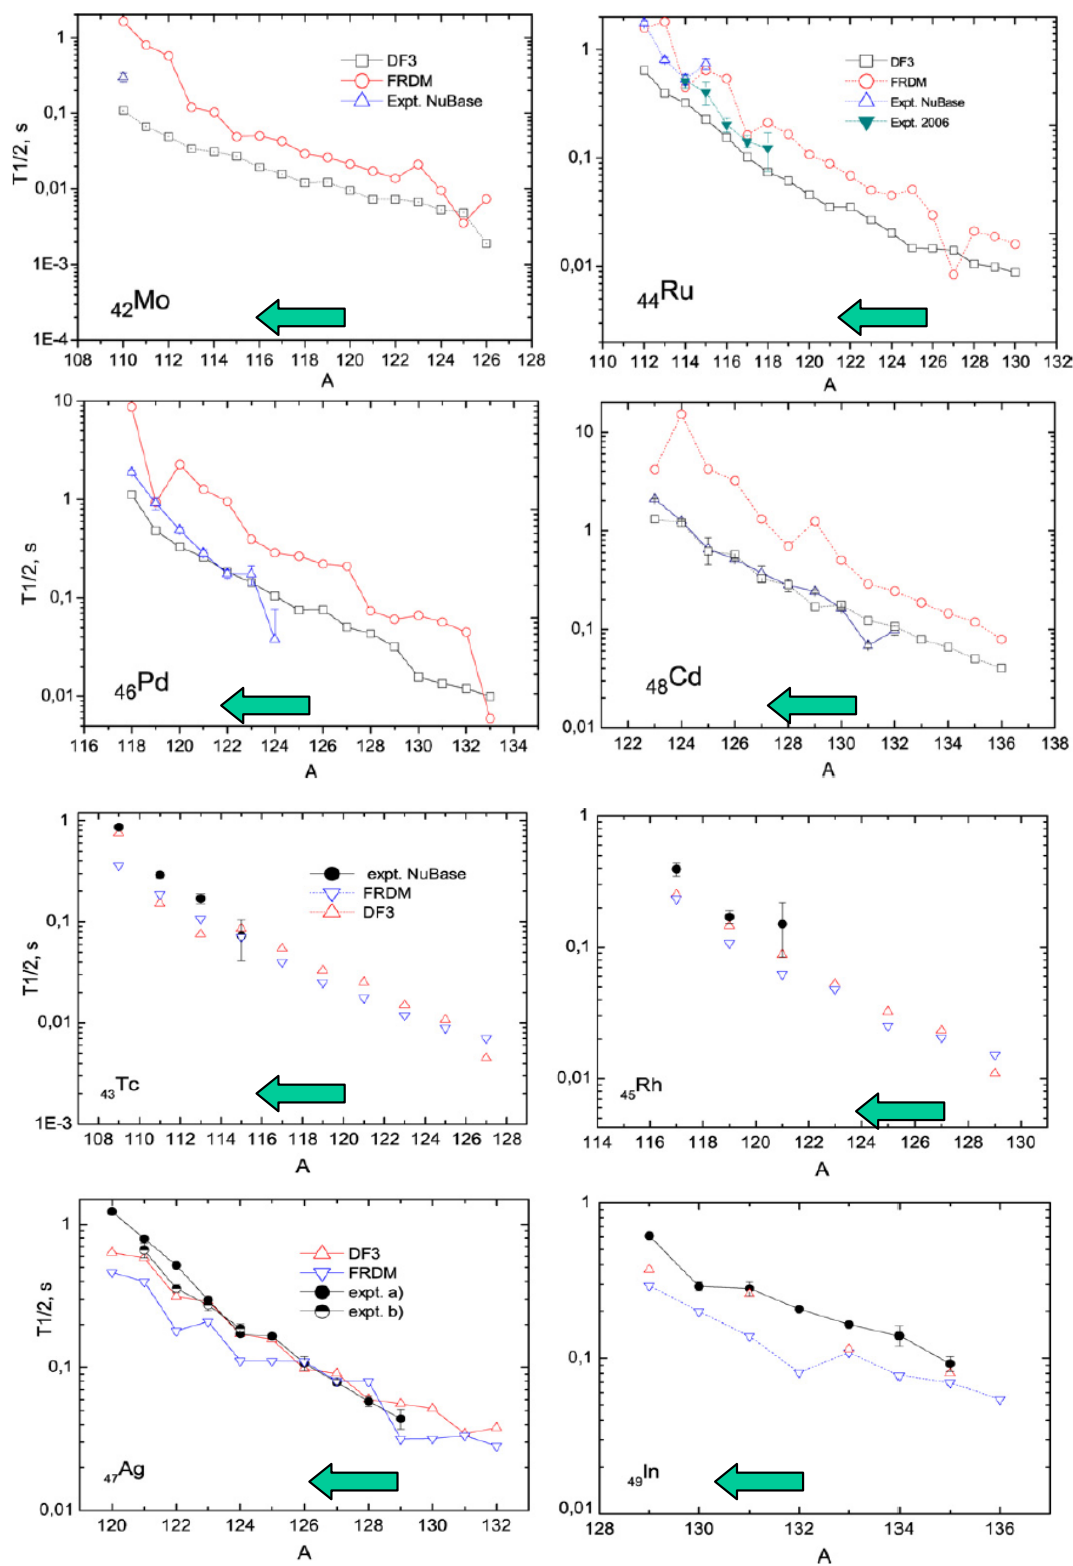 1
0,1
0,01
1E-3
1E-4
T1/2, s
DF3
FRDM
Expt. NuBase
42Mo
108 110 112 114 116 118 120 122 124 126 128
A
1
0,1
0,01
DF3
FRDM
Expt. NuBase
Expt. 2006
44Ru
110 112 114 116 118 120 122 124 126 128 130 132
A
10
1
0,1
0,01
T1/2, s
46Pd
116 118 120 122 124 126 128 130 132 134
A
10
1
0,1
0,01
48Cd
122 124 126 128 130 132 134 136 138
A
1
0,1
0,01
1E-3
T1/2, s
expt. NuBase
FRDM
DF3
43Tc
108 110 112 114 116 118 120 122 124 126 128
A
1
0,1
0,01
45Rh
114 116 118 120 122 124 126 128 130
A
1
0,1
0,01
T1/2, s
DF3
FRDM
expt. a)
expt. b)
47Ag
120 122 124 126 128 130 132
A
1
0,1
0,01
49In
128 130 132 134 136
A